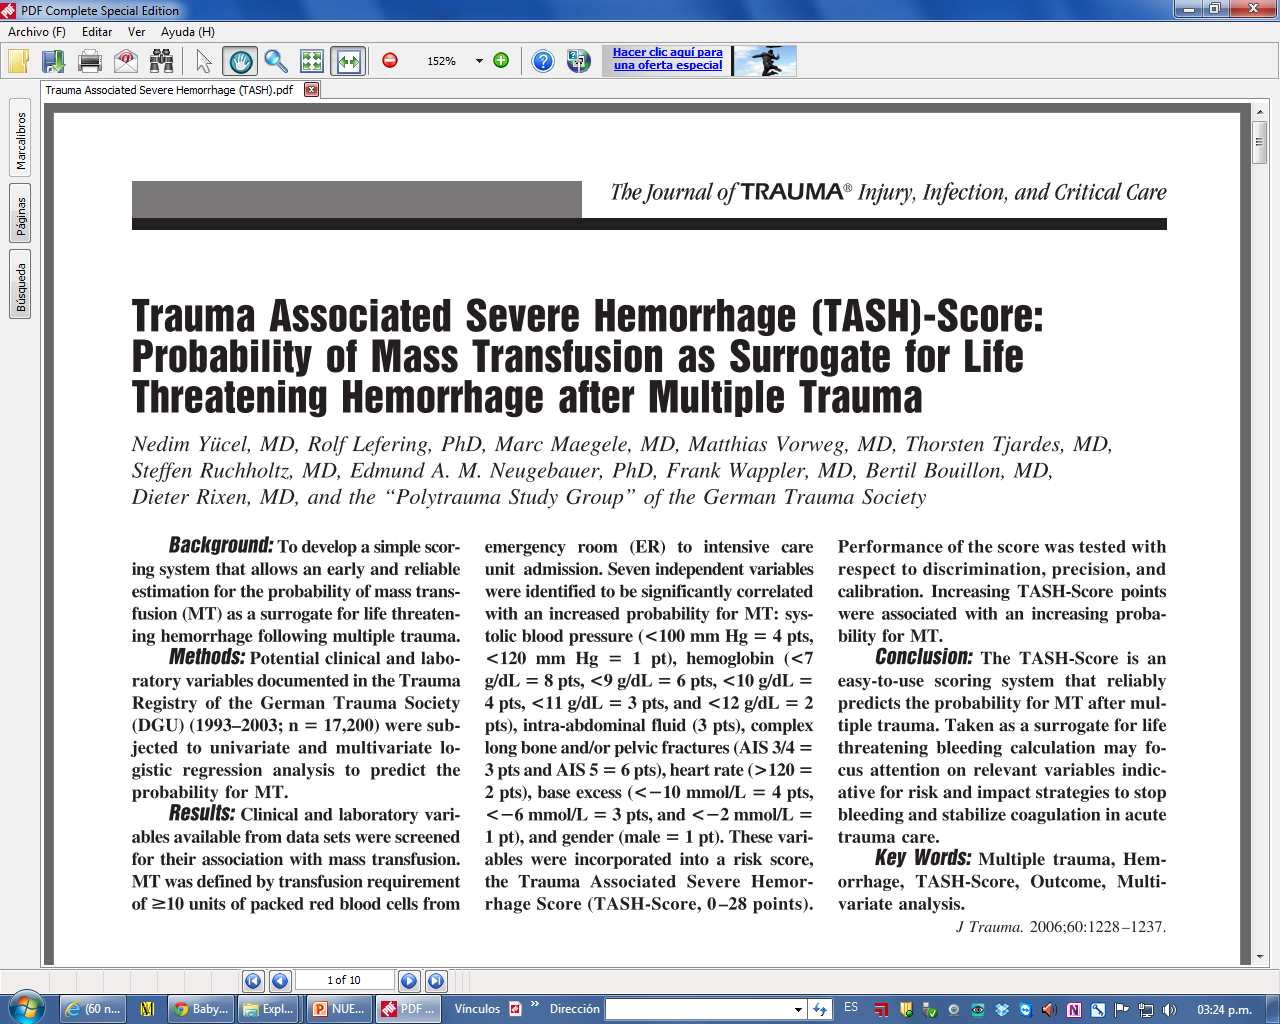 PDF Complete Special Edition
Archivo (F) Editar Ver Ayuda (H)
152%
Hacer clic aquí para
una oferta especial
Trauma Associated Severe Hemorrhage (TASH).pdf
Marcalibros
Páginas
Búsqueda
The Journal of TRAUMA® Injury, Infection, and Critical Care
Trauma Associated Severe Hemorrhage (TASH)-Score:
Probability of Mass Transfusion as Surrogate for Life
Threatening Hemorrhage after Multiple Trauma
Nedim Yücel, MD, Rolf Lefering, PhD, Marc Maegele, MD, Matthias Vorweg, MD, Thorsten Tjardes, MD,
Steffen Ruchholtz, MD, Edmund A. M. Neugebauer, PhD, Frank Wappler, MD, Bertil Bouillon, MD,
Dieter Rixen, MD, and the “Polytrauma Study Group” of the German Trauma Society
Background: To develop a simple scor-
ing system that allows an early and reliable
estimation for the probability of mass trans-
fusion (MT) as a surrogate for life threaten-
ing hemorrhage following multiple trauma.
Methods: Potential clinical and labo-
ratory variables documented in the Trauma
Registry of the German Trauma Society
(DGU) (1993–2003; n = 17,200) were sub-
jected to univariate and multivariate lo-
gistic regression analysis to predict the
probability for MT.
Results: Clinical and laboratory vari-
ables available from data sets were screened
for their association with mass transfusion.
MT was defined by transfusion requirement
of ≥10 units of packed red blood cells from
emergency room (ER) to intensive care
unit admission. Seven independent variables
were identified to be significantly correlated
with an increased probability for MT: sys-
tolic blood pressure (<100 mm Hg = 4 pts,
<120 mm Hg = 1 pt), hemoglobin (<7
g/dL = 8 pts, <9 g/dL = 6 pts, <10 g/dL =
4 pts, <11 g/dL = 3 pts, and <12 g/dL = 2
pts), intra-abdominal fluid (3 pts), complex
long bone and/or pelvic fractures (AIS 3/4 =
3 pts and AIS 5 = 6 pts), heart rate (>120 =
2 pts), base excess (<−10 mmol/L = 4 pts,
<−6 mmol/L = 3 pts, and <−2 mmol/L =
1 pt), and gender (male = 1 pt). These vari-
ables were incorporated into a risk score,
the Trauma Associated Severe Hemor-
rhage Score (TASH-Score, 0–28 points).
Performance of the score was tested with
respect to discrimination, precision, and
calibration. Increasing TASH-Score points
were associated with an increasing proba-
bility for MT.
Conclusion: The TASH-Score is an
easy-to-use scoring system that reliably
predicts the probability for MT after mul-
tiple trauma. Taken as a surrogate for life
threatening bleeding calculation may fo-
cus attention on relevant variables indic-
ative for risk and impact strategies to stop
bleeding and stabilize coagulation in acute
trauma care.
Key Words: Multiple trauma, Hem-
orrhage, TASH-Score, Outcome, Multi-
variate analysis.
J Trauma. 2006;60:1228–1237.
1 of 10
(60 n... Baby... Expl... NUE... PDF ... Vínculos » Dirección ES 03:24 p.m.